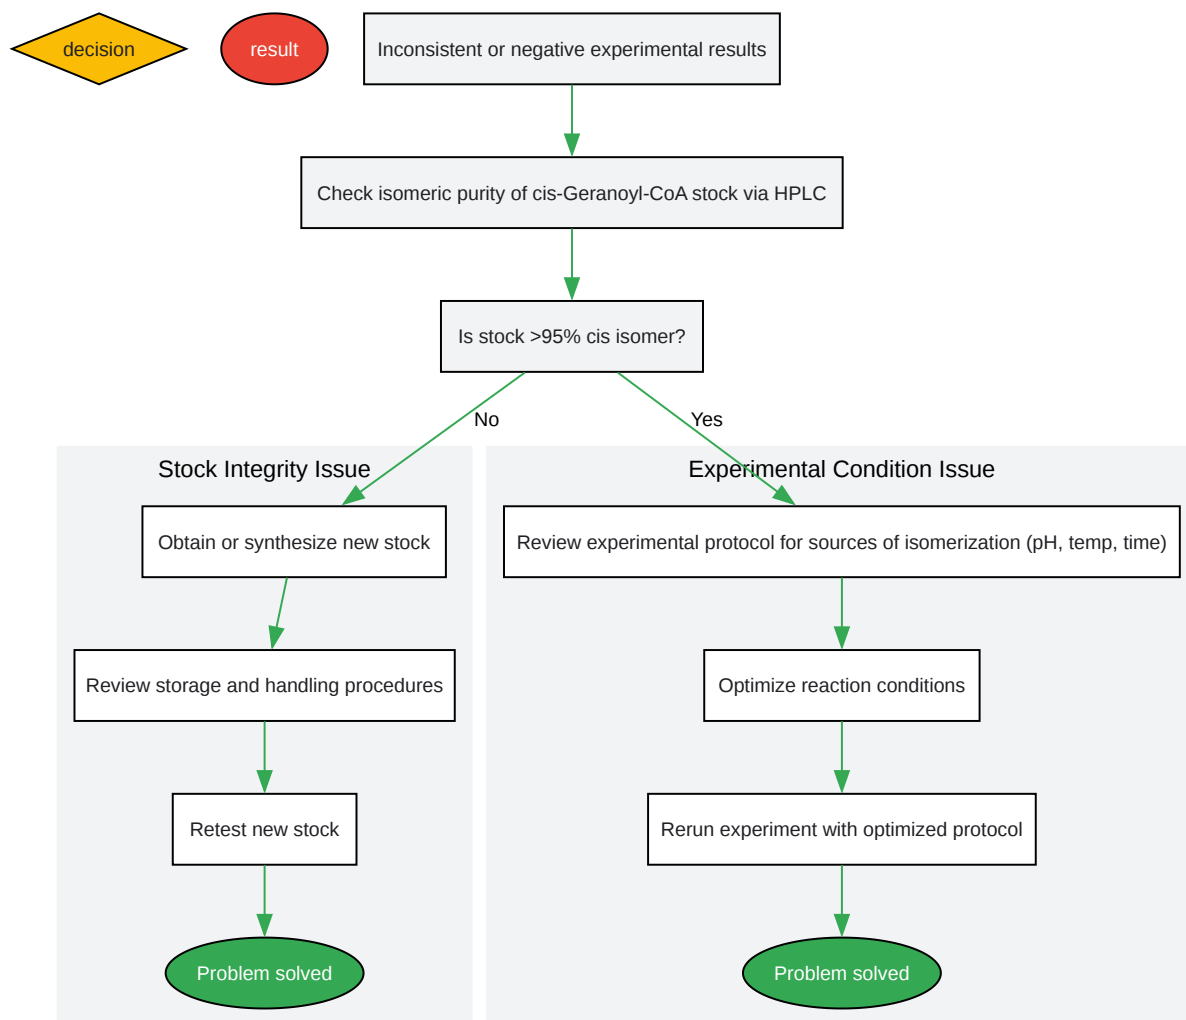 decision
result
Inconsistent or negative experimental results
Check isomeric purity of cis-Geranoyl-CoA stock via HPLC
Is stock >95% cis isomer?
No
Yes
Stock Integrity Issue
Experimental Condition Issue
Obtain or synthesize new stock
Review experimental protocol for sources of isomerization (pH, temp, time)
Review storage and handling procedures
Optimize reaction conditions
Retest new stock
Rerun experiment with optimized protocol
Problem solved
Problem solved